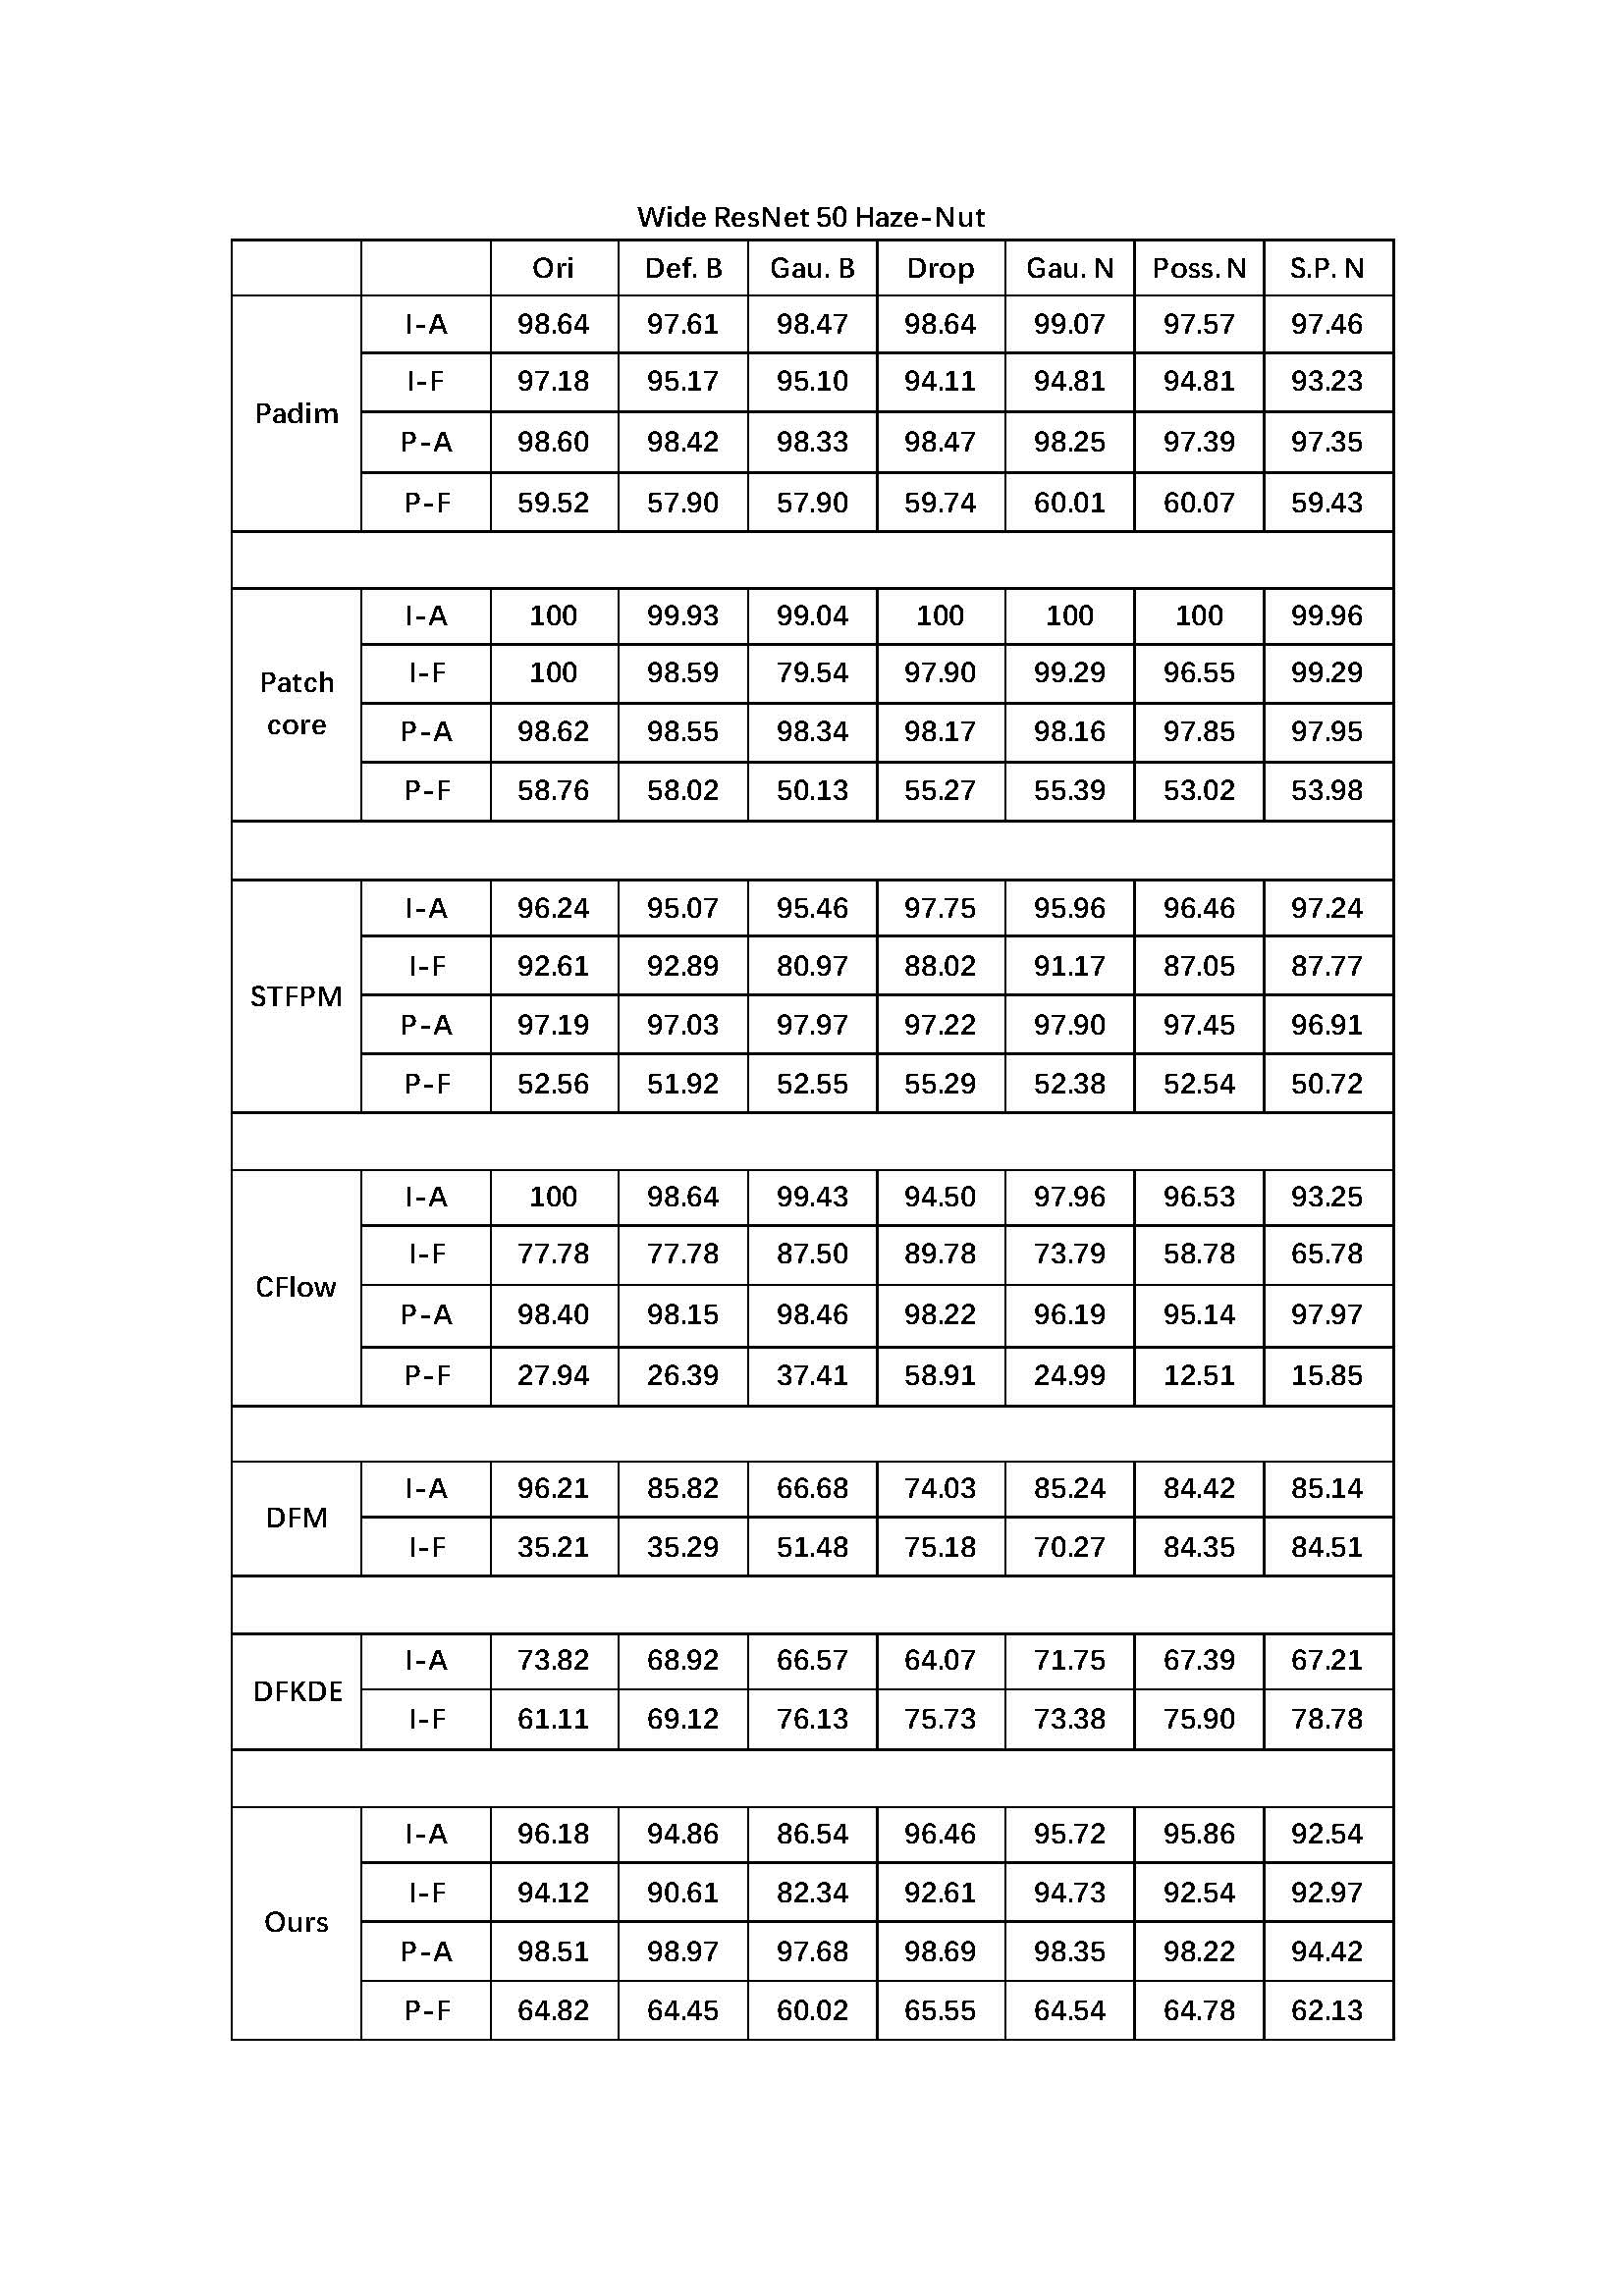 Wide ResNet 50 Haze-Nut
Ori Def. B Gau. B Drop Gau. N Poss. N S.P. N
Padim
I-A 98.64 97.61 98.47 98.64 99.07 97.57 97.46
I-F 97.18 95.17 95.10 94.11 94.81 94.81 93.23
P-A 98.60 98.42 98.33 98.47 98.25 97.39 97.35
P-F 59.52 57.90 57.90 59.74 60.01 60.07 59.43
Patch
core
I-A 100 99.93 99.04 100 100 100 99.96
I-F 100 98.59 79.54 97.90 99.29 96.55 99.29
P-A 98.62 98.55 98.34 98.17 98.16 97.85 97.95
P-F 58.76 58.02 50.13 55.27 55.39 53.02 53.98
STFPM
I-A 96.24 95.07 95.46 97.75 95.96 96.46 97.24
I-F 92.61 92.89 80.97 88.02 91.17 87.05 87.77
P-A 97.19 97.03 97.97 97.22 97.90 97.45 96.91
P-F 52.56 51.92 52.55 55.29 52.38 52.54 50.72
CFlow
I-A 100 98.64 99.43 94.50 97.96 96.53 93.25
I-F 77.78 77.78 87.50 89.78 73.79 58.78 65.78
P-A 98.40 98.15 98.46 98.22 96.19 95.14 97.97
P-F 27.94 26.39 37.41 58.91 24.99 12.51 15.85
DFM
I-A 96.21 85.82 66.68 74.03 85.24 84.42 85.14
I-F 35.21 35.29 51.48 75.18 70.27 84.35 84.51
DFKDE
I-A 73.82 68.92 66.57 64.07 71.75 67.39 67.21
I-F 61.11 69.12 76.13 75.73 73.38 75.90 78.78
Ours
I-A 96.18 94.86 86.54 96.46 95.72 95.86 92.54
I-F 94.12 90.61 82.34 92.61 94.73 92.54 92.97
P-A 98.51 98.97 97.68 98.69 98.35 98.22 94.42
P-F 64.82 64.45 60.02 65.55 64.54 64.78 62.13